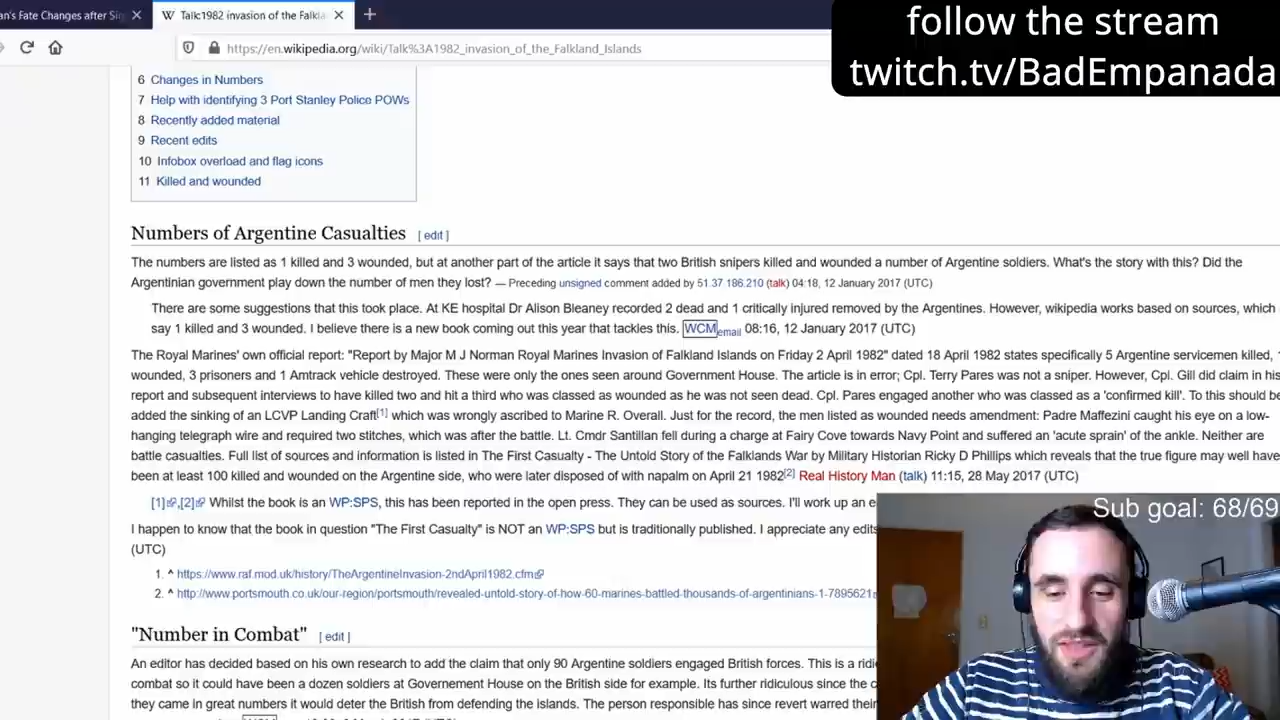 an's Fate Changes after Si
Talk:1982 invasion of the Falkla
follow the stream
https://en.wikipedia.org/wiki/Talk%3A1982_invasion_of_the_Falkland_Islands
twitch.tv/BadEmpanada
6 Changes in Numbers
7 Help with identifying 3 Port Stanley Police POWs
8 Recently added material
9 Recent edits
10 Infobox overload and flag icons
11 Killed and wounded
Numbers of Argentine Casualties [ edit ]
The numbers are listed as 1 killed and 3 wounded, but at another part of the article it says that two British snipers killed and wounded a number of Argentine soldiers. What's the story with this? Did the
Argentinian government play down the number of men they lost? — Preceding unsigned comment added by 51.37 186.210 (talk) 04:18, 12 January 2017 (UTC)
There are some suggestions that this took place. At KE hospital Dr Alison Bleaney recorded 2 dead and 1 critically injured removed by the Argentines. However, wikipedia works based on sources, which
say 1 killed and 3 wounded. I believe there is a new book coming out this year that tackles this. WCM email 08:16, 12 January 2017 (UTC)
The Royal Marines' own official report: "Report by Major M J Norman Royal Marines Invasion of Falkland Islands on Friday 2 April 1982" dated 18 April 1982 states specifically 5 Argentine servicemen killed, 1
wounded, 3 prisoners and 1 Amtrack vehicle destroyed. These were only the ones seen around Government House. The article is in error; Cpl. Terry Pares was not a sniper. However, Cpl. Gill did claim in his
report and subsequent interviews to have killed two and hit a third who was classed as wounded as he was not seen dead. Cpl. Pares engaged another who was classed as a 'confirmed kill'. To this should be
added the sinking of an LCVP Landing Craft[1] which was wrongly ascribed to Marine R. Overall. Just for the record, the men listed as wounded needs amendment: Padre Maffezini caught his eye on a low-
hanging telegraph wire and required two stitches, which was after the battle. Lt. Cmdr Santillan fell during a charge at Fairy Cove towards Navy Point and suffered an 'acute sprain' of the ankle. Neither are
battle casualties. Full list of sources and information is listed in The First Casualty - The Untold Story of the Falklands War by Military Historian Ricky D Phillips which reveals that the true figure may well have
been at least 100 killed and wounded on the Argentine side, who were later disposed of with napalm on April 21 1982[2] Real History Man (talk) 11:15, 28 May 2017 (UTC)
[1],[2] Whilst the book is an WP:SPS, this has been reported in the open press. They can be used as sources. I'll work up an e
Sub goal: 68/69
I happen to know that the book in question "The First Casualty" is NOT an WP:SPS but is traditionally published. I appreciate any edits
(UTC)
1. ^ https://www.raf.mod.uk/history/TheArgentineInvasion-2ndApril1982.cfm
2. ^ http://www.portsmouth.co.uk/our-region/portsmouth/revealed-untold-story-of-how-60-marines-battled-thousands-of-argentinians-1-7895621
"Number in Combat" [ edit ]
An editor has decided based on his own research to add the claim that only 90 Argentine soldiers engaged British forces. This is a ridi
combat so it could have been a dozen soldiers at Governement House on the British side for example. Its further ridiculous since the c
they came in great numbers it would deter the British from defending the islands. The person responsible has since revert warred their